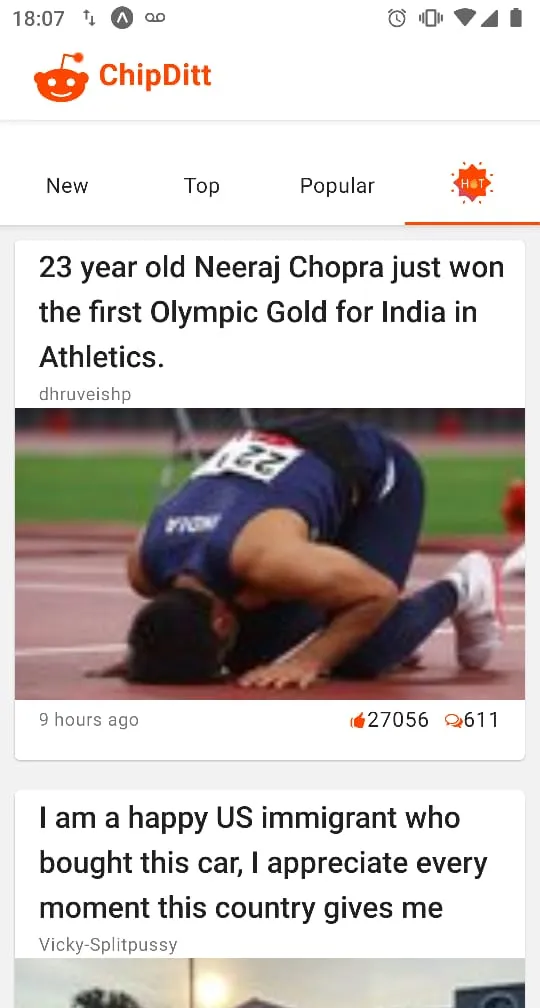 18:07
ChipDitt
New Top Popular HOT
23 year old Neeraj Chopra just won
the first Olympic Gold for India in
Athletics.
dhruveishp
INDIA
9 hours ago 27056 611
I am a happy US immigrant who
bought this car, I appreciate every
moment this country gives me
Vicky-Splitpussy